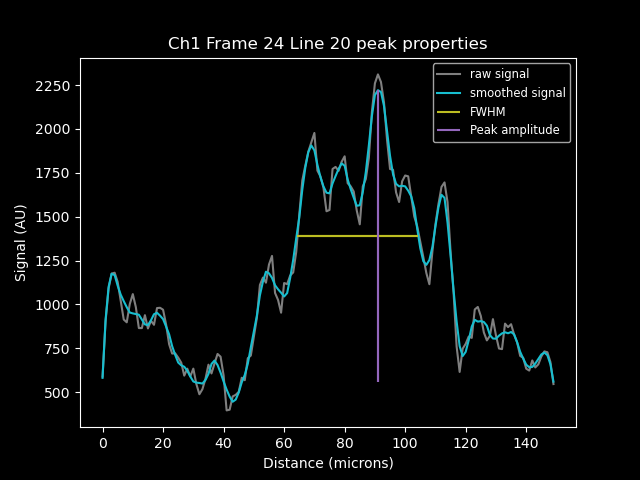 Ch1 Frame 24 Line 20 peak properties
raw signal
smoothed signal
FWHM
Peak amplitude
2250
2000
1750
1500
1250
1000
750
500
Signal (AU)
0 20 40 60 80 100 120 140
Distance (microns)